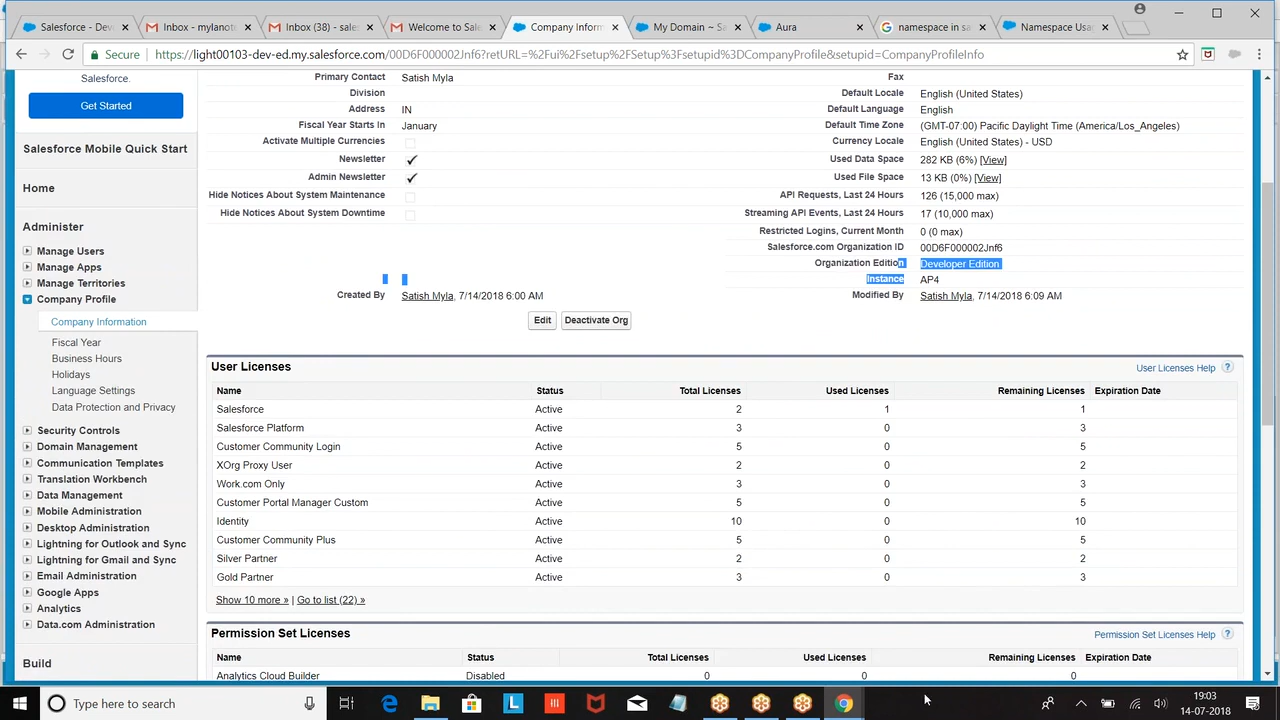 Salesforce - Dev
Inbox - mylanotn
Inbox (38) - sales
Welcome to Sales
Company Inform
My Domain ~ Sa
Aura
namespace in sa
Namespace Usag
Secure
https://light00103-dev-ed.my.salesforce.com/00D6F000002Jnf6?retURL=%2Fui%2Fsetup%2FSetup%3Fsetupid%3DCompanyProfile&setupid=CompanyProfileInfo
Salesforce.
Get Started
Salesforce Mobile Quick Start
Home
Administer
Manage Users
Manage Apps
Manage Territories
Company Profile
Company Information
Fiscal Year
Business Hours
Holidays
Language Settings
Data Protection and Privacy
Security Controls
Domain Management
Communication Templates
Translation Workbench
Data Management
Mobile Administration
Desktop Administration
Lightning for Outlook and Sync
Lightning for Gmail and Sync
Email Administration
Google Apps
Analytics
Data.com Administration
Build
Primary Contact Satish Myla Fax
Division Default Locale English (United States)
Address IN Default Language English
Fiscal Year Starts In January Default Time Zone (GMT-07:00) Pacific Daylight Time (America/Los_Angeles)
Activate Multiple Currencies Currency Locale English (United States) - USD
Newsletter Used Data Space 282 KB (6%) [View]
Admin Newsletter Used File Space 13 KB (0%) [View]
Hide Notices About System Maintenance API Requests, Last 24 Hours 126 (15,000 max)
Hide Notices About System Downtime Streaming API Events, Last 24 Hours 17 (10,000 max)
Restricted Logins, Current Month 0 (0 max)
Salesforce.com Organization ID 00D6F000002Jnf6
Organization Edition Developer Edition
Instance AP4
Created By Satish Myla, 7/14/2018 6:00 AM Modified By Satish Myla, 7/14/2018 6:09 AM
Edit Deactivate Org
User Licenses User Licenses Help ?
Name Status Total Licenses Used Licenses Remaining Licenses Expiration Date
Salesforce Active 2 1 1
Salesforce Platform Active 3 0 3
Customer Community Login Active 5 0 5
XOrg Proxy User Active 2 0 2
Work.com Only Active 3 0 3
Customer Portal Manager Custom Active 5 0 5
Identity Active 10 0 10
Customer Community Plus Active 5 0 5
Silver Partner Active 2 0 2
Gold Partner Active 3 0 3
Show 10 more » | Go to list (22) »
Permission Set Licenses Permission Set Licenses Help ?
Name Status Total Licenses Used Licenses Remaining Licenses Expiration Date
Analytics Cloud Builder Disabled 0 0 0
Type here to search
19:03
14-07-2018